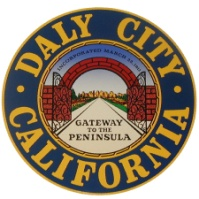 DALY CITY
INCORPORATED MARCH 22, 1911
GATEWAY
TO THE
PENINSULA
CALIFORNIA